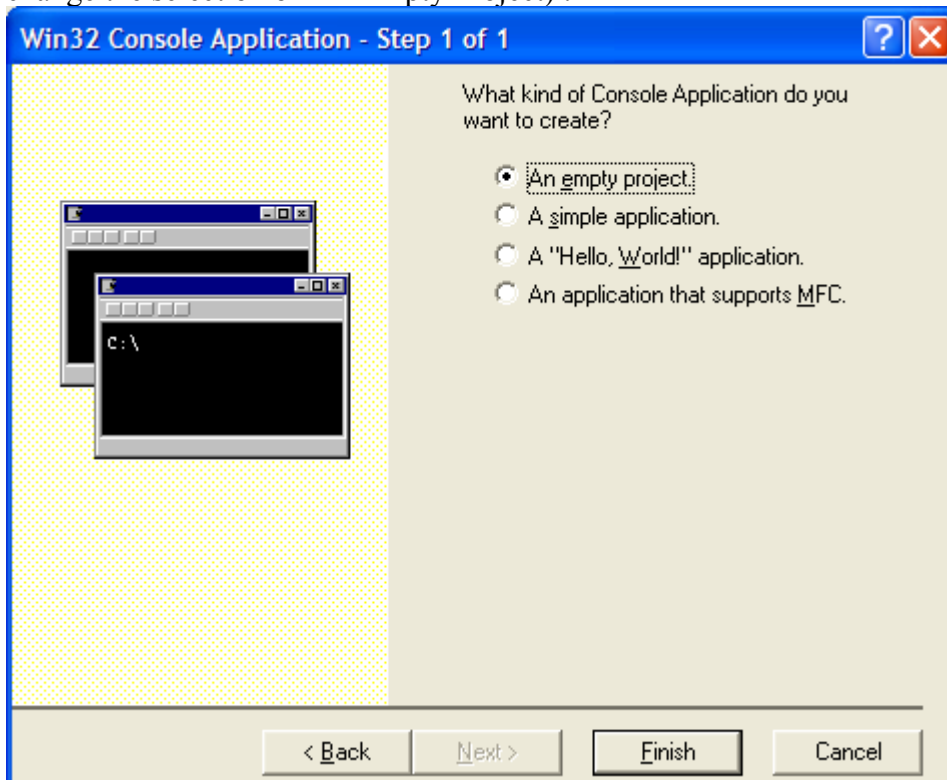 Win32 Console Application - Step 1 of 1
What kind of Console Application do you
want to create?
An empty project.
A simple application.
A "Hello, World!" application.
An application that supports MFC.
C:\
< Back
Next >
Finish
Cancel